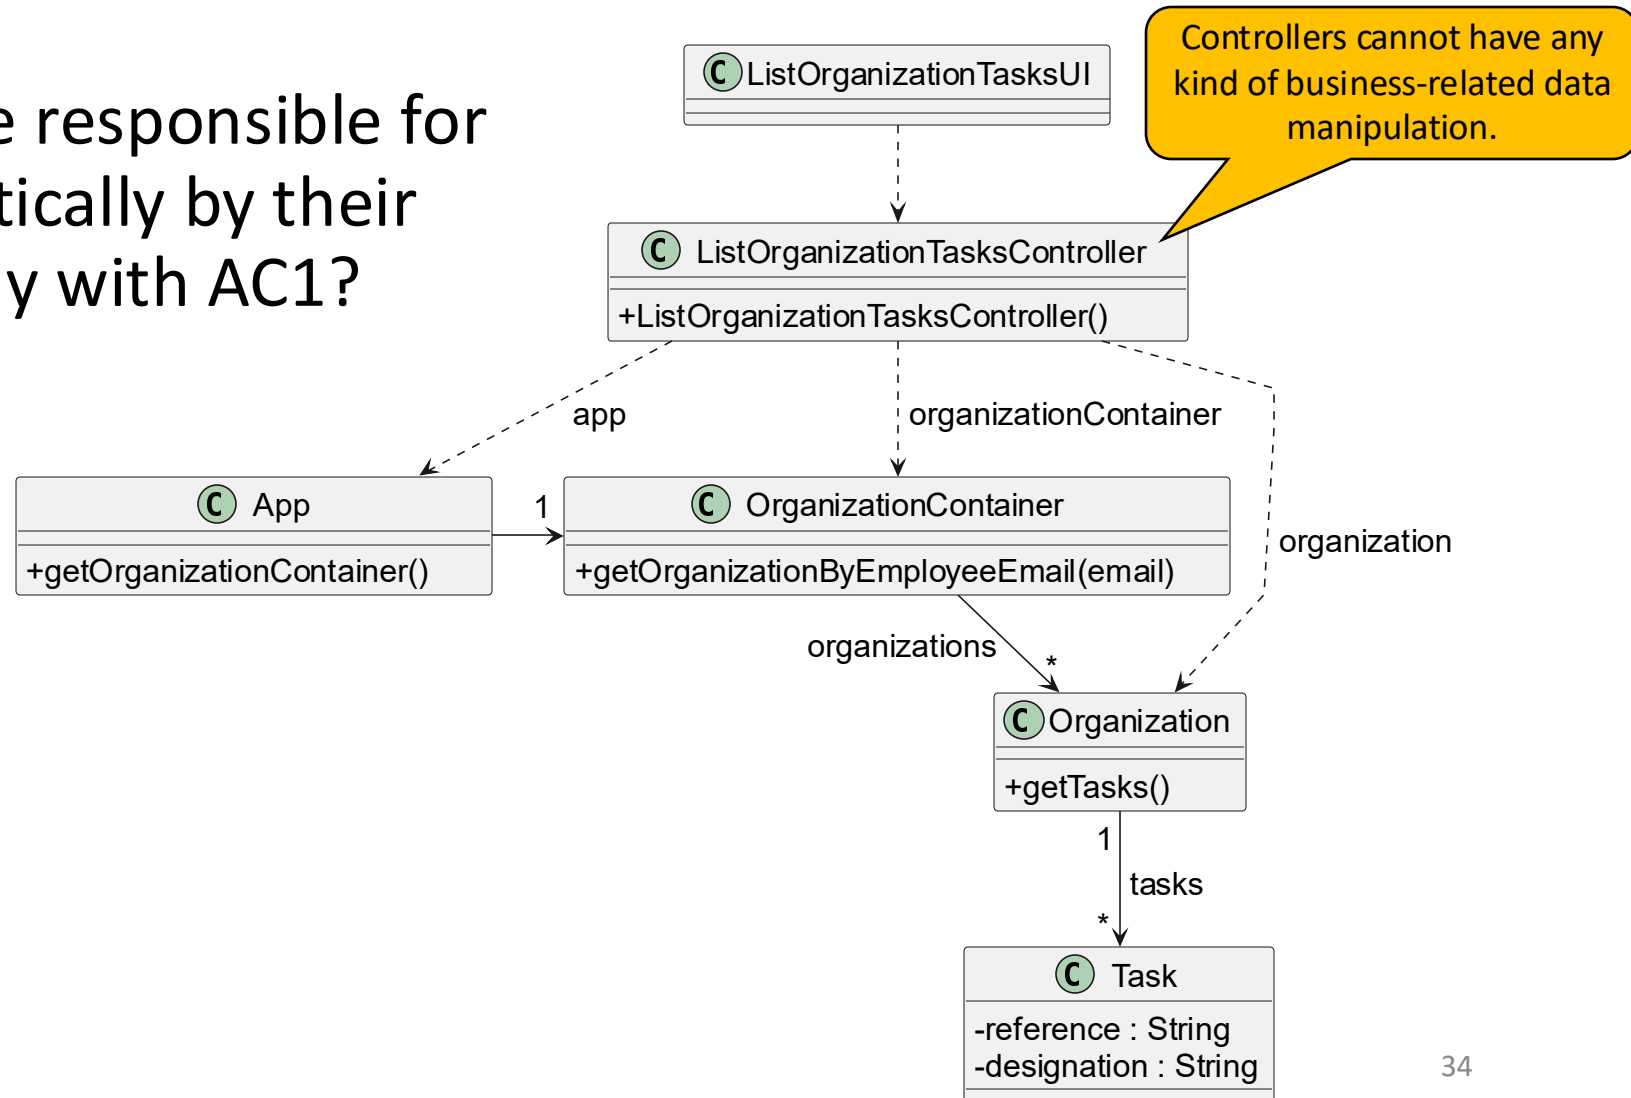 Controllers cannot have any
kind of business-related data
manipulation.
e responsible for
tically by their
y with AC1?
C ListOrganizationTasksUI
C ListOrganizationTasksController
+ListOrganizationTasksController()
app
organizationContainer
organization
C App
+getOrganizationContainer()
1
C OrganizationContainer
+getOrganizationByEmployeeEmail(email)
organizations
*
C Organization
+getTasks()
1
tasks
*
C Task
-reference : String
-designation : String
34